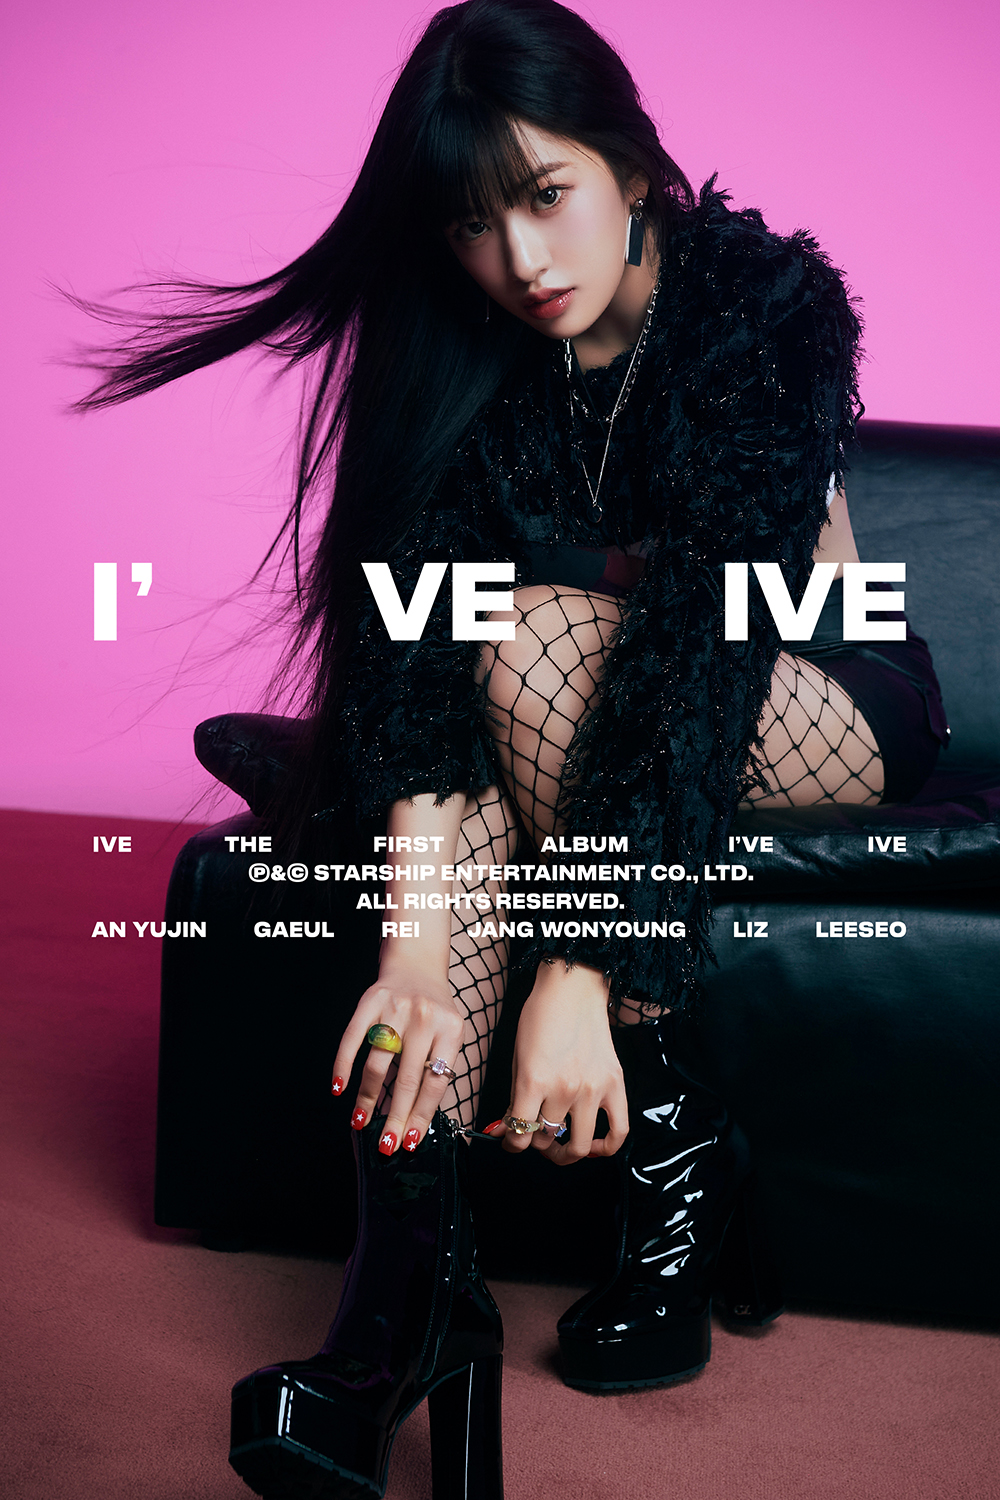 I’VE IVE
IVE THE FIRST ALBUM I’VE IVE
Ⓟ&© STARSHIP ENTERTAINMENT CO., LTD.
ALL RIGHTS RESERVED.
AN YUJIN GAEUL REI JANG WONYOUNG LIZ LEESEO